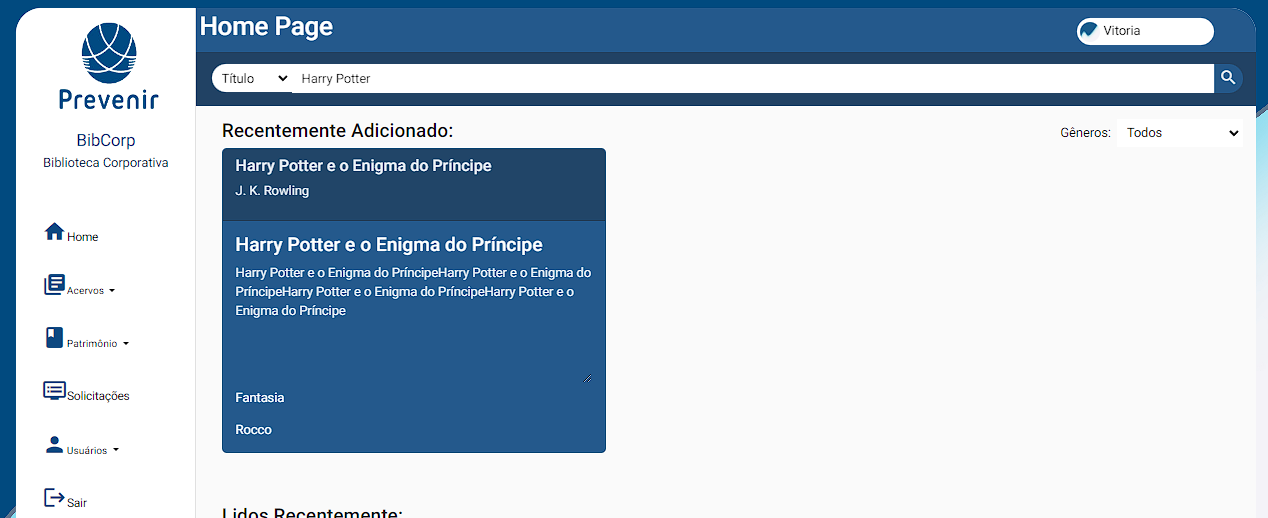 Home Page
Vitoria
Prevenir
BibCorp
Biblioteca Corporativa
Home
Acervos
Patrimônio
Solicitações
Usuários
Sair
Título
Harry Potter
Recentemente Adicionado:
Gêneros:
Todos
Harry Potter e o Enigma do Príncipe
J. K. Rowling
Harry Potter e o Enigma do Príncipe
Harry Potter e o Enigma do PríncipeHarry Potter e o Enigma do
PríncipeHarry Potter e o Enigma do PríncipeHarry Potter e o
Enigma do Príncipe
Fantasia
Rocco
Lidos Recentemente: